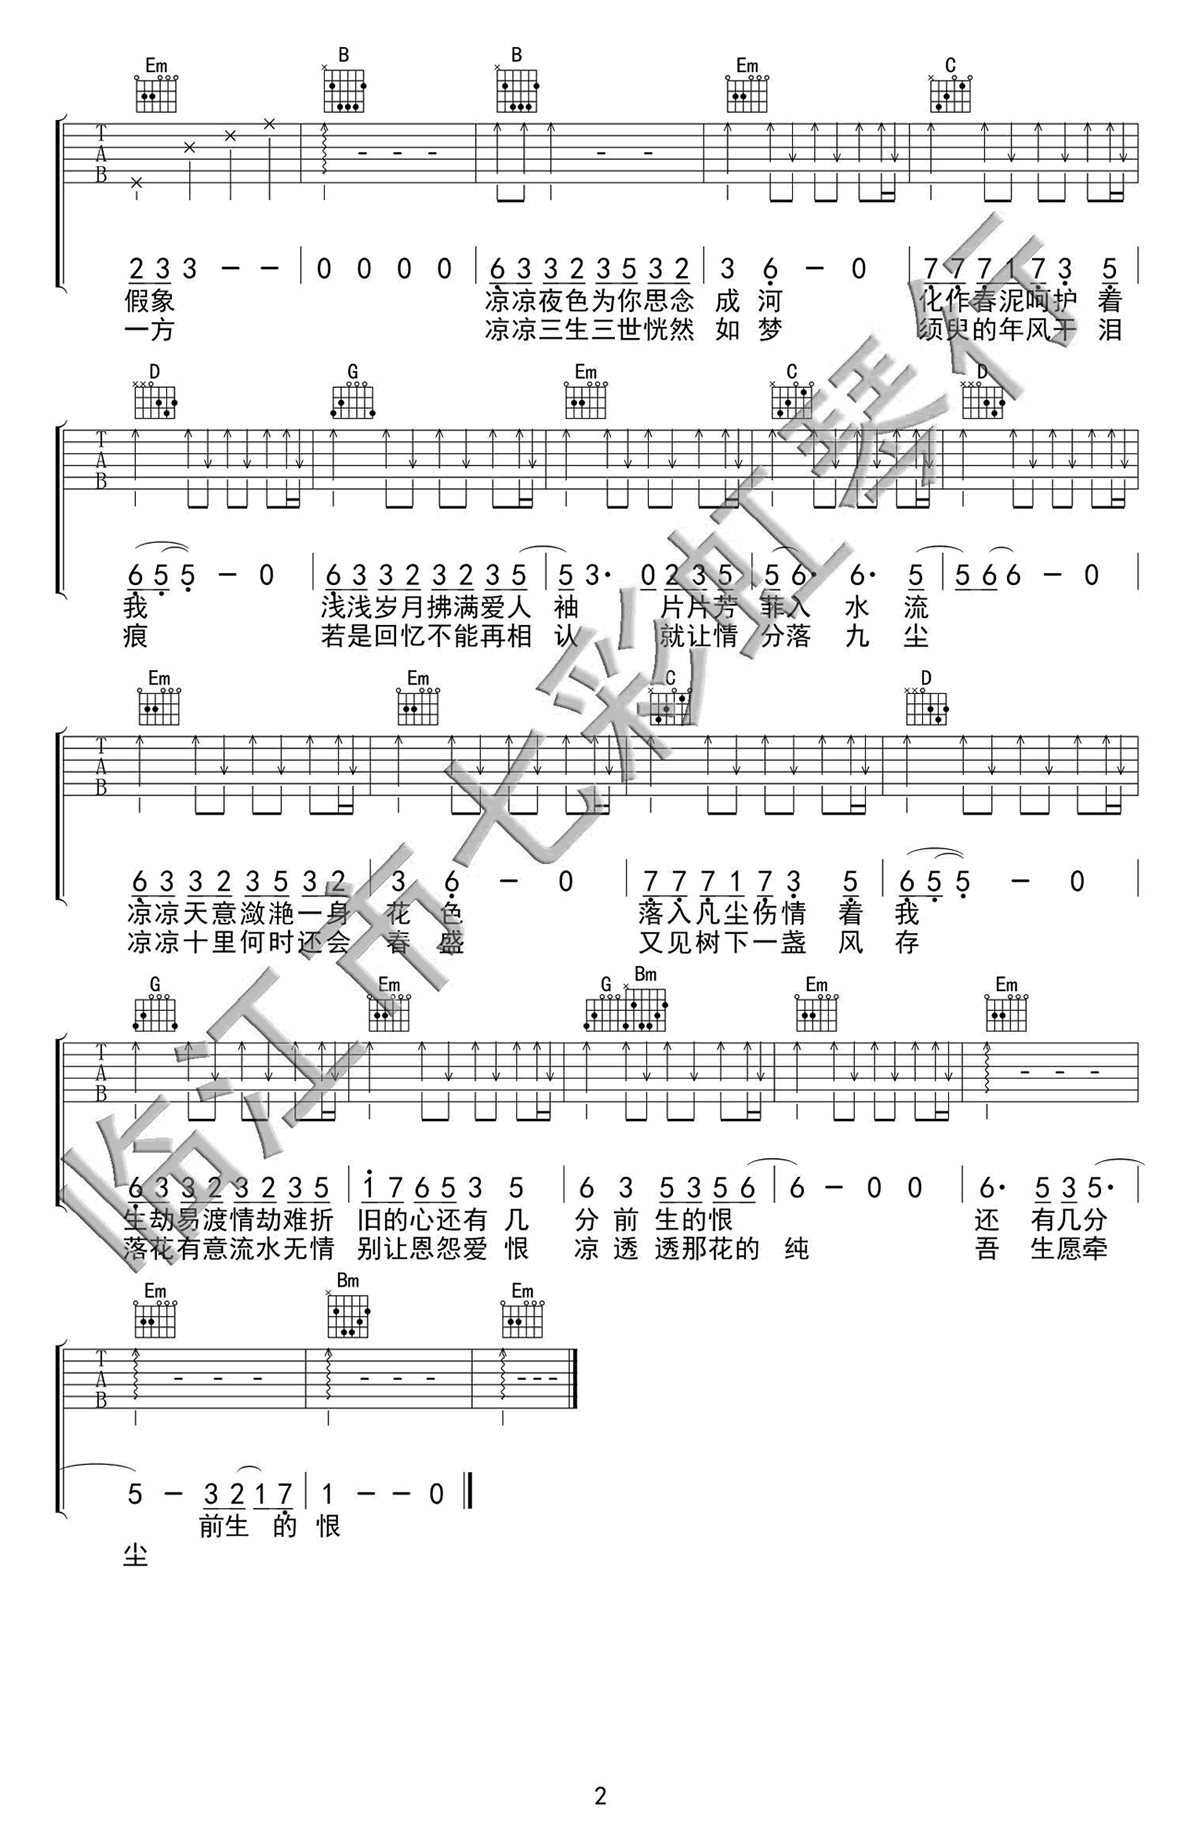 Em B B Em C
T
A
B
2 3 3 - - | 0 0 0 0 | 6 3 3 2 3 5 3 2 | 3 6 - 0 | 7 7 7 1 7 3 5 |
假象 凉凉夜色为你思念 成 河 化作春泥呵护 着
一方 凉凉三生三世恍然 如 梦 须臾的年风干 泪
D G Em C D
T
A
B
6 5 5 - 0 | 6 3 3 2 3 2 3 5 | 5 3· 0 2 3 5 | 5 6· 6· 5 | 5 6 6 - 0 |
我 浅浅岁月拂满爱人 袖 片片芳 菲入 水 流
痕 若是回忆不能再相 认 就让情 分落 九 尘
Em Em C D
T
A
B
6 3 3 2 3 5 3 2 | 3 6 - 0 | 7 7 7 1 7 3 5 | 6 5 5 - 0 |
凉凉天意潋滟一身 花 色 落入凡尘伤情 着 我
凉凉十里何时还会 春 盛 又见树下一盏 风 存
G Em G Bm Em Em
T
A
B
6 3 3 2 3 2 3 5 | 1 7 6 5 3 5 | 6 3 5 3 5 6 | 6 - 0 0 | 6· 5 3 5·
生劫易渡情劫难折 旧的心还有 几 分 前 生的恨 还 有几分
落花有意流水无情 别让恩怨爱 恨 凉 透 透那花的 纯 吾 生愿牵
Em Bm Em
T
A
B
5 - 3 2 1 7 | 1 - - 0
前生 的 恨
尘
临江市七彩虹琴行
2